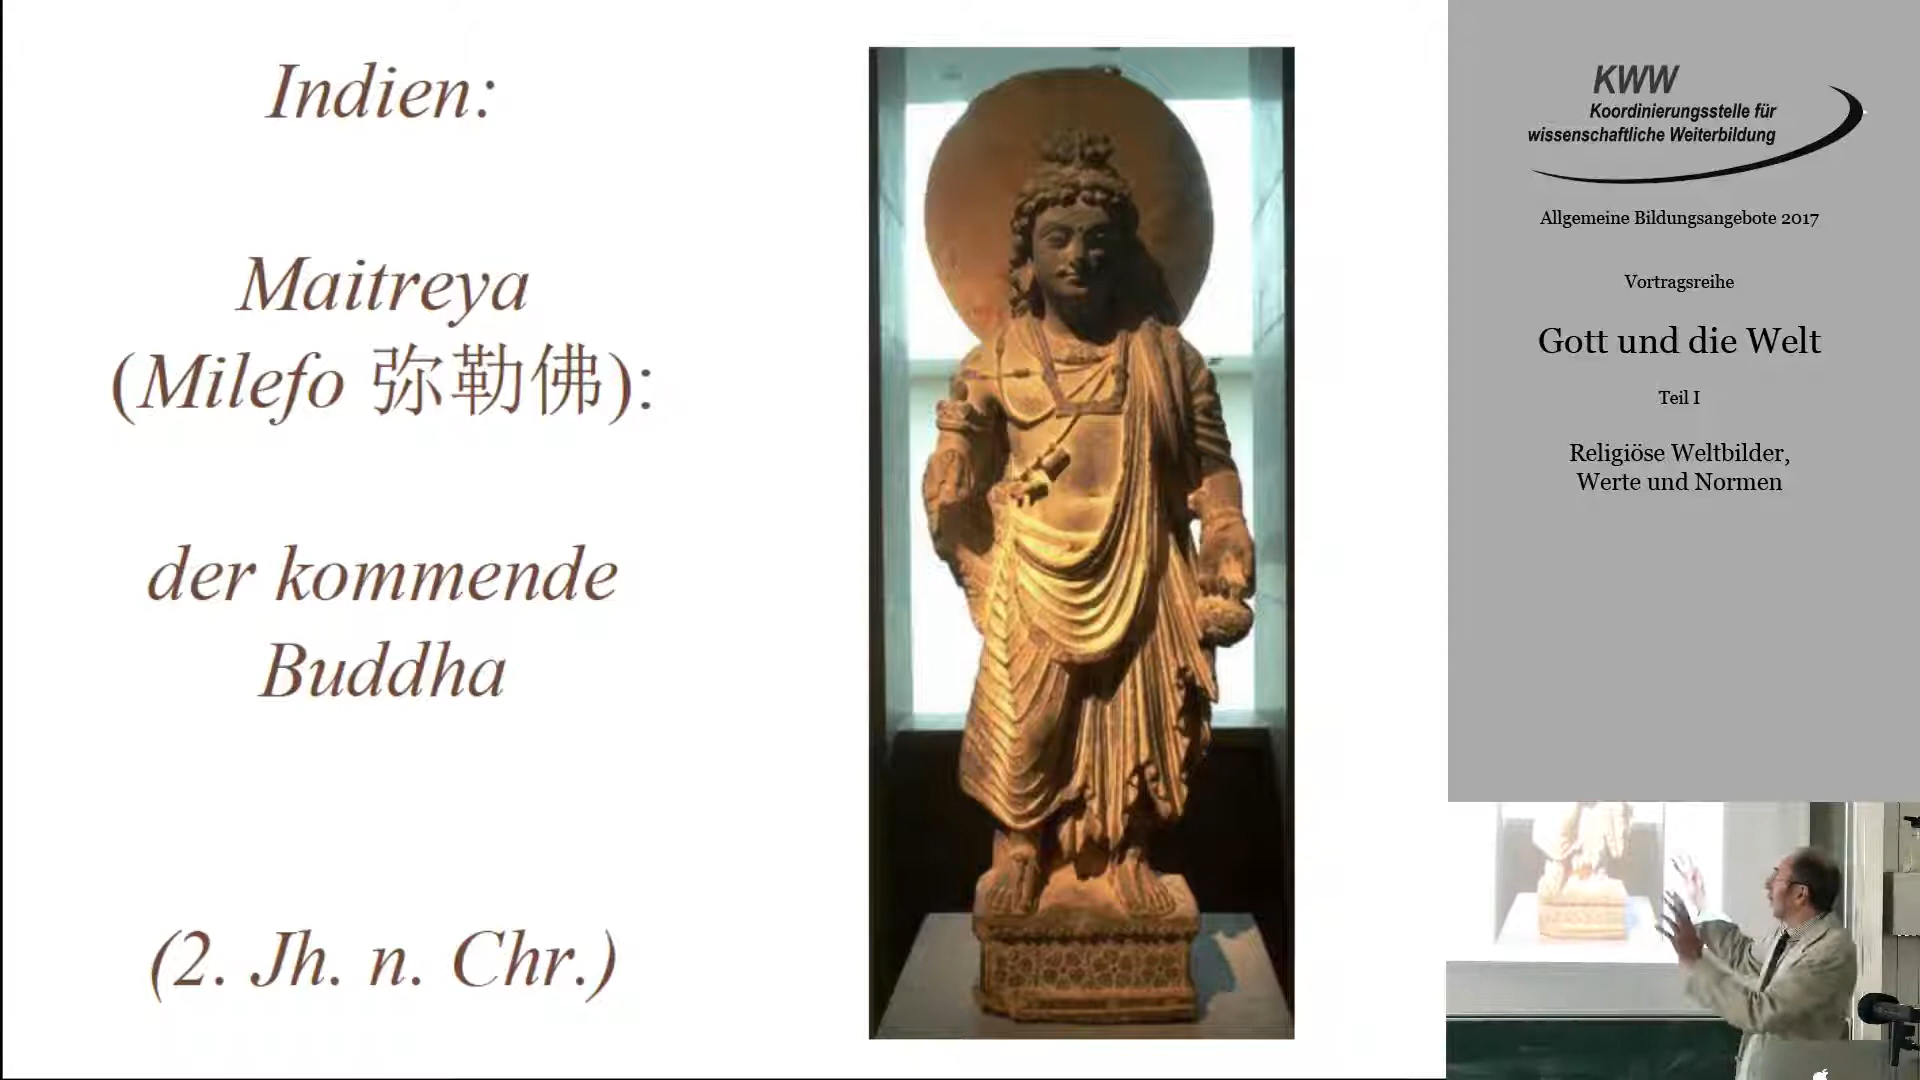 Indien:
Maitreya
(Milefo 弥勒佛):
der kommende
Buddha
(2. Jh. n. Chr.)
KWW
Koordinierungsstelle für
wissenschaftliche Weiterbildung
Allgemeine Bildungsangebote 2017
Vortragsreihe
Gott und die Welt
Teil I
Religiöse Weltbilder,
Werte und Normen